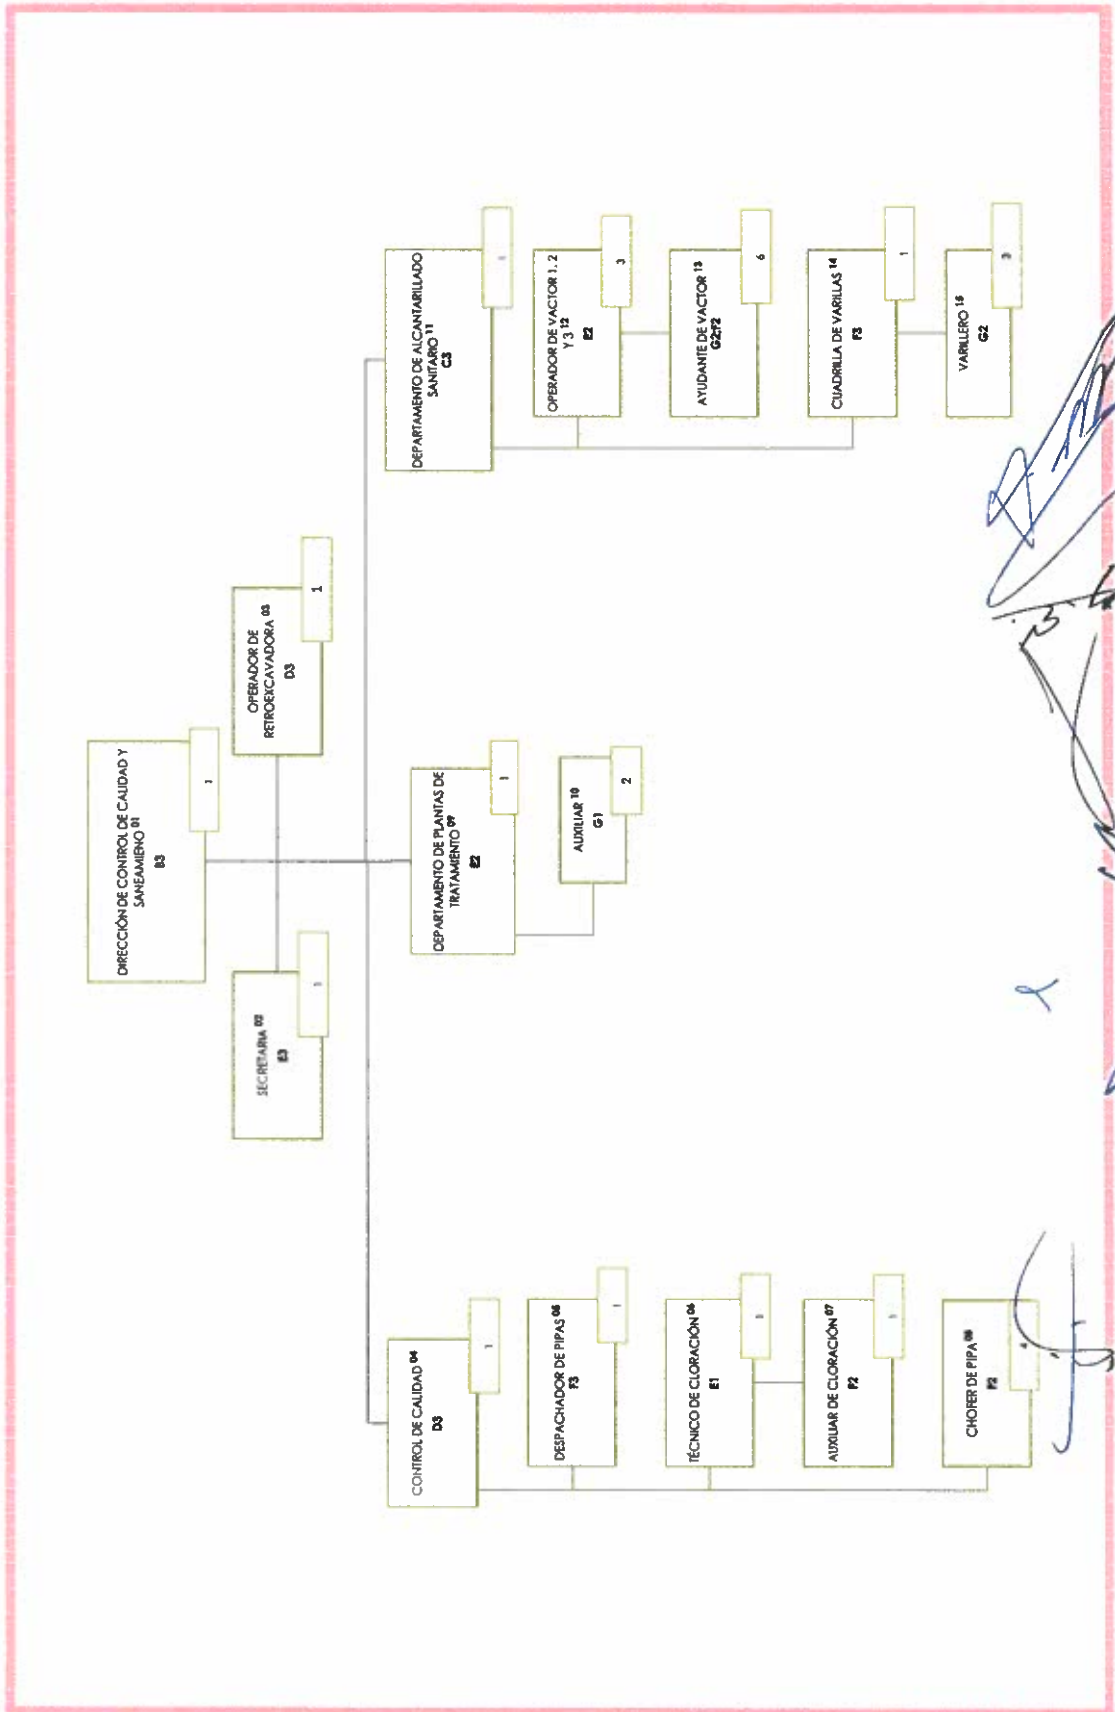 DIRECCIÓN DE CONTROL DE CALIDAD Y
SANEAMIENO 01
B3
1
SECRETARIA 02
E3
1
OPERADOR DE
RETROEXCAVADORA 03
D3
1
CONTROL DE CALIDAD 04
D3
1
DESPACHADOR DE PIPAS 05
F3
1
TÉCNICO DE CLORACIÓN 06
E1
1
AUXILIAR DE CLORACIÓN 07
F2
1
CHOFER DE PIPA 08
F2
4
DEPARTAMENTO DE PLANTAS DE
TRATAMIENTO 09
E2
1
AUXILIAR 10
G1
2
DEPARTAMENTO DE ALCANTARILLADO
SANITARIO 11
C3
1
OPERADOR DE VACTOR 1, 2
Y 3 12
E2
3
AYUDANTE DE VACTOR 13
G2;F2
6
CUADRILLA DE VARILLAS 14
F3
1
VARILLERO 15
G2
3